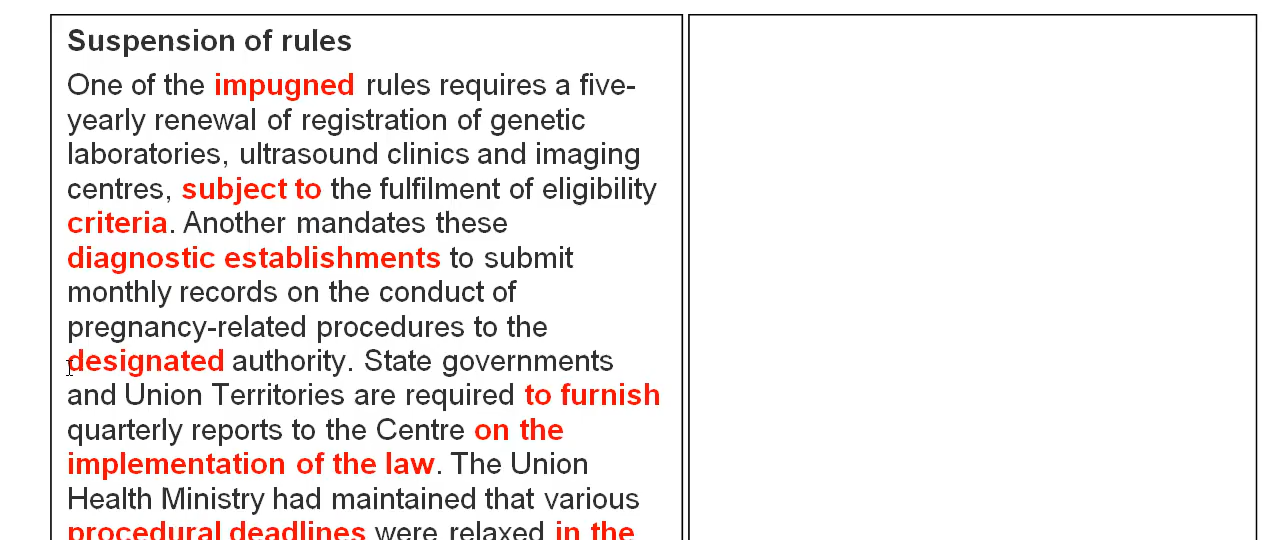 Suspension of rules
One of the impugned rules requires a five-
yearly renewal of registration of genetic
laboratories, ultrasound clinics and imaging
centres, subject to the fulfilment of eligibility
criteria. Another mandates these
diagnostic establishments to submit
monthly records on the conduct of
pregnancy-related procedures to the
designated authority. State governments
and Union Territories are required to furnish
quarterly reports to the Centre on the
implementation of the law. The Union
Health Ministry had maintained that various
procedural deadlines were relaxed in the